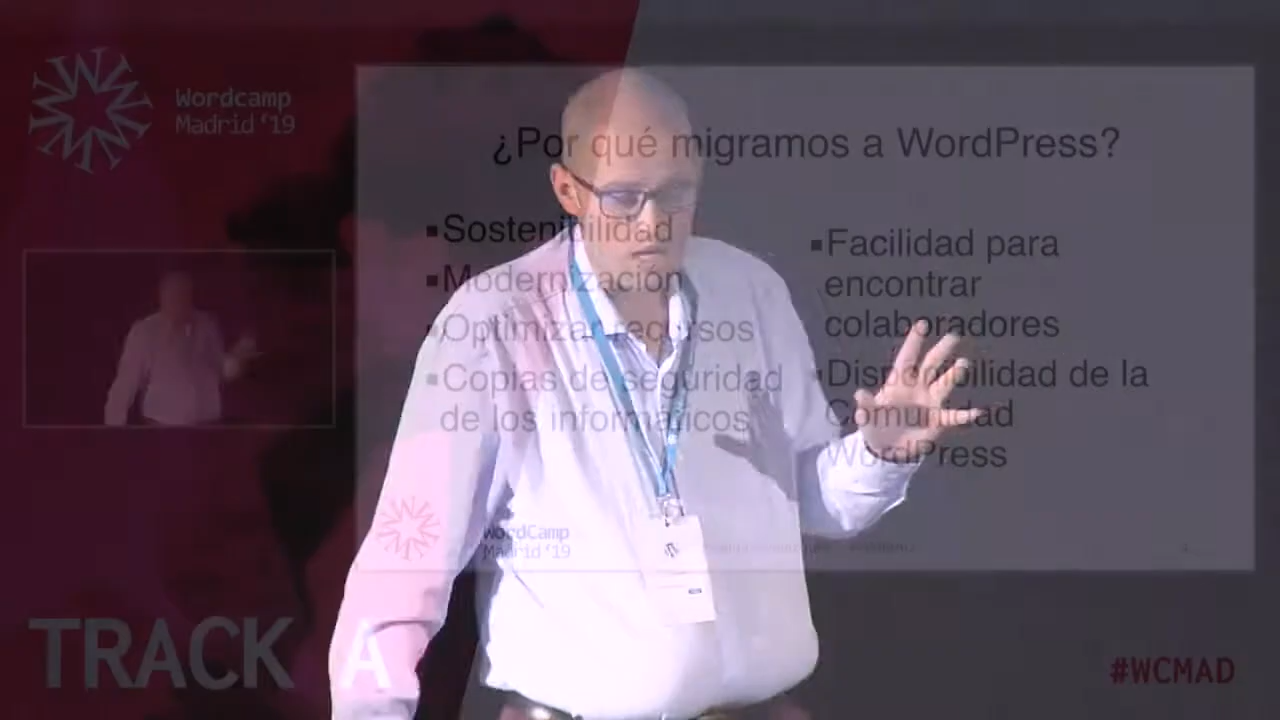 Wordcamp
Madrid '19
¿Por qué migramos a WordPress?
▪Sostenibilidad
▪Modernización
▪Optimizar recursos
▪Copias de seguridad
de los informáticos
▪Facilidad para
encontrar
colaboradores
▪Disponibilidad de la
Comunidad
WordPress
WordCamp
Madrid '19
TRACK A
#WCMAD